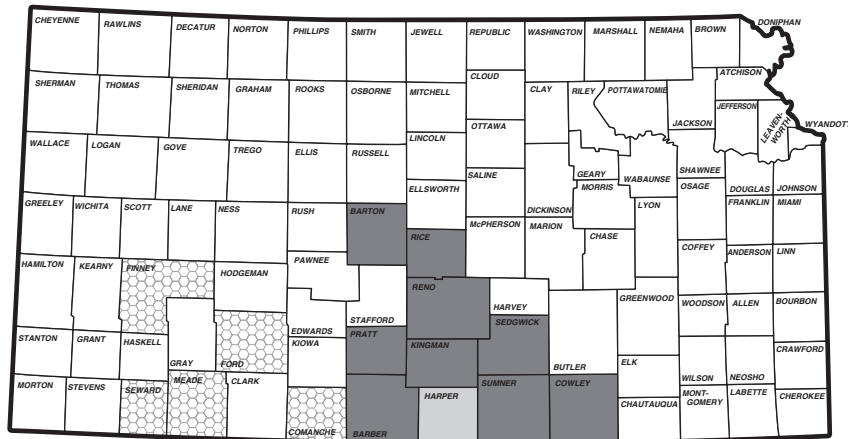 CHEYENNE
RAWLINS
DECATUR
NORTON
PHILLIPS
SMITH
JEWELL
REPUBLIC
WASHINGTON
MARSHALL
NEMAHA
BROWN
DONIPHAN
SHERMAN
THOMAS
SHERIDAN
GRAHAM
ROOKS
OSBORNE
MITCHELL
CLOUD
CLAY
RILEY
POTTAWATOMIE
JACKSON
ATCHISON
JEFFERSON
LEAVEN-
WORTH
WYANDOTT
WALLACE
LOGAN
GOVE
TREGO
ELLIS
RUSSELL
LINCOLN
OTTAWA
SALINE
ELLSWORTH
DICKINSON
GEARY
MORRIS
WABAUNSE
SHAWNEE
OSAGE
DOUGLAS
JOHNSON
GREELEY
WICHITA
SCOTT
LANE
NESS
RUSH
BARTON
RICE
McPHERSON
MARION
CHASE
LYON
COFFEY
FRANKLIN
MIAMI
ANDERSON
LINN
HAMILTON
KEARNY
FINNEY
HODGEMAN
PAWNEE
EDWARDS
STAFFORD
RENO
HARVEY
SEDGWICK
BUTLER
GREENWOOD
WOODSON
ALLEN
BOURBON
STANTON
GRANT
HASKELL
GRAY
FORD
KIOWA
PRATT
KINGMAN
ELK
WILSON
NEOSHO
CRAWFORD
MORTON
STEVENS
SEWARD
MEADE
CLARK
COMANCHE
BARBER
HARPER
SUMNER
COWLEY
CHAUTAUQUA
MONT-
GOMERY
LABETTE
CHEROKEE